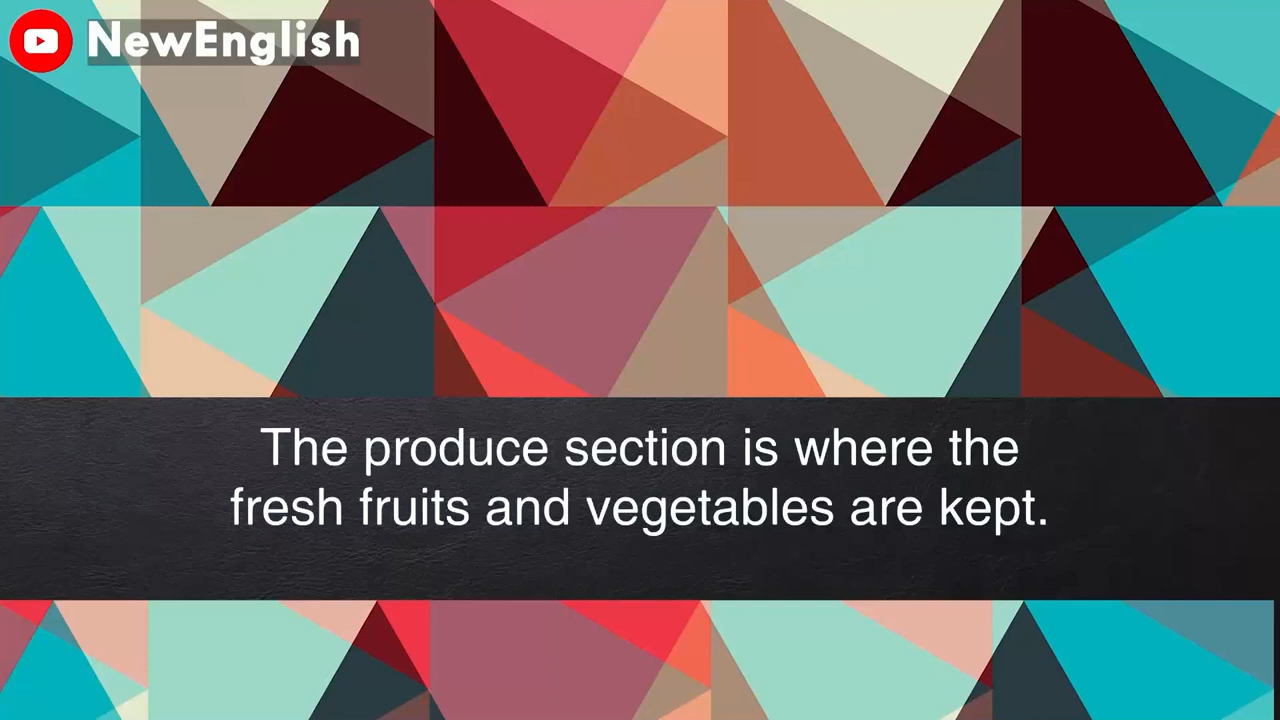 NewEnglish
The produce section is where the
fresh fruits and vegetables are kept.